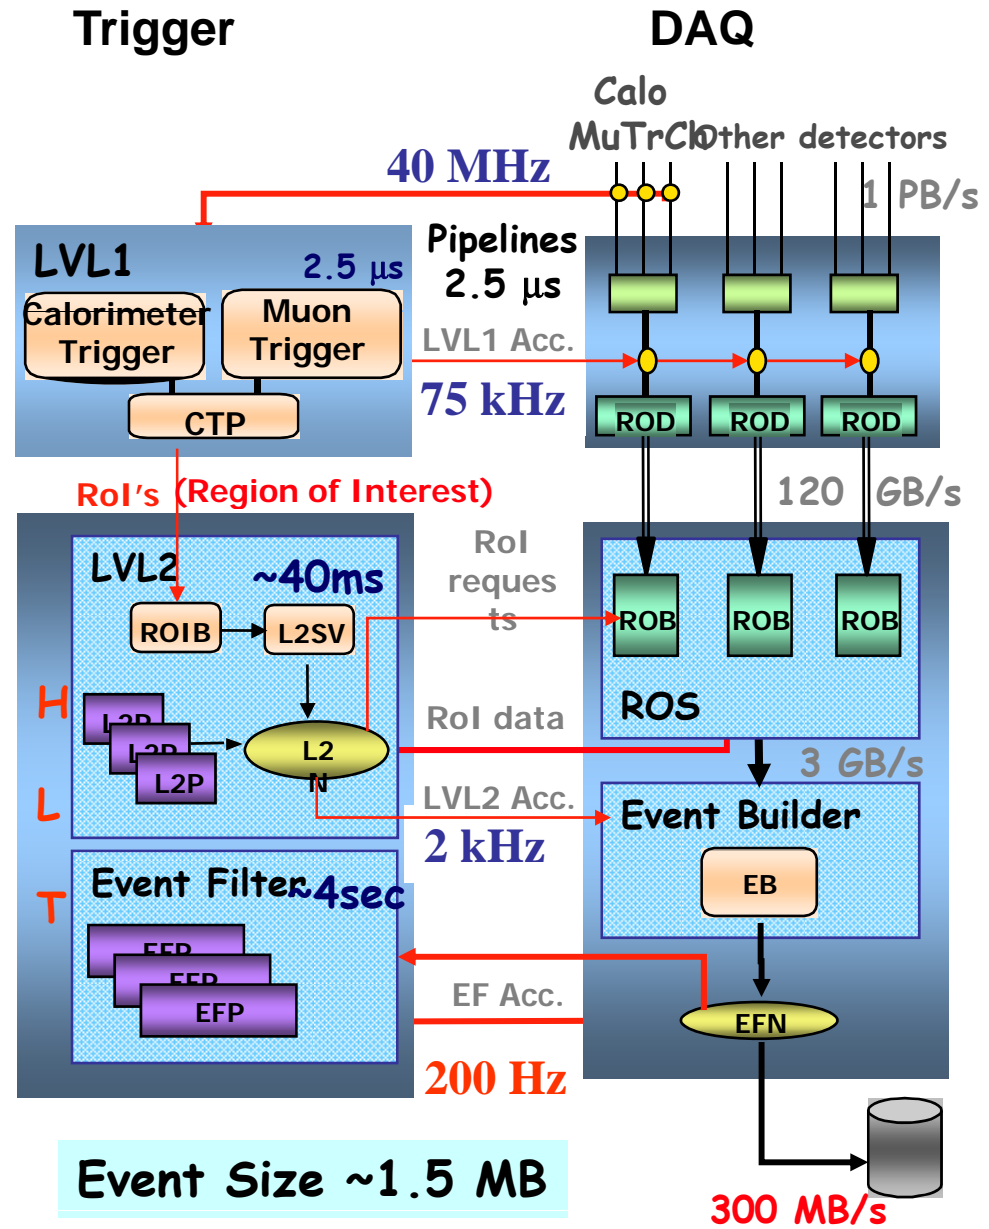 Trigger
DAQ
Calo
MuTrCh
Other detectors
40 MHz
1 PB/s
LVL1
2.5 μs
Pipelines
2.5 μs
Calorimeter
Trigger
Muon
Trigger
LVL1 Acc.
75 kHz
CTP
ROD
ROD
ROD
RoI's
(Region of Interest)
120 GB/s
LVL2
~40ms
RoI
reques
ts
ROIB
L2SV
ROB
ROB
ROB
ROS
H
L
T
L2P
L2P
L2P
L2
N
RoI data
3 GB/s
LVL2 Acc.
2 kHz
Event Builder
EB
Event Filter
~4sec
EFP
EFP
EFP
EF Acc.
EFN
200 Hz
Event Size ~1.5 MB
300 MB/s